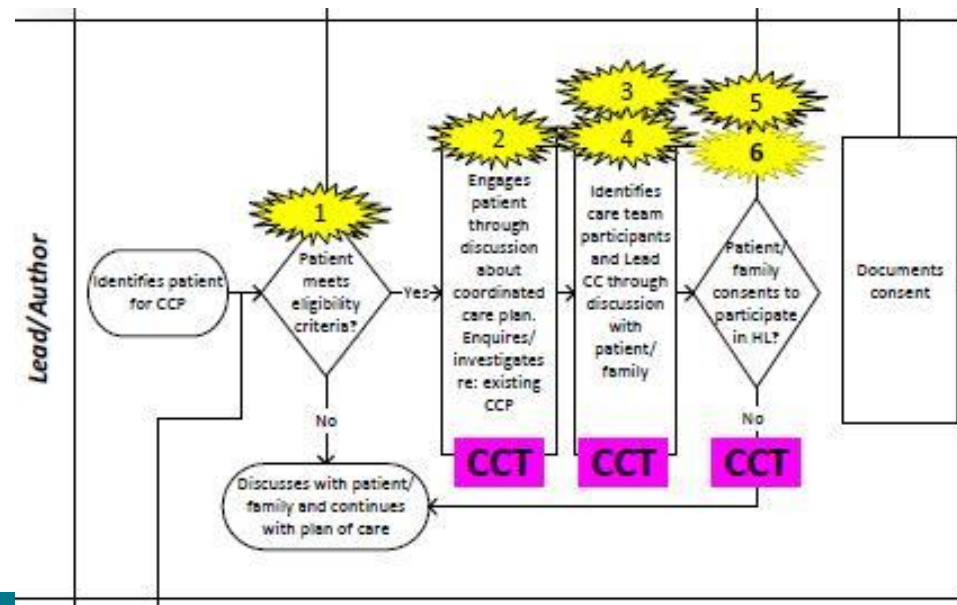 Lead/Author
Identifies patient
for CCP
1
Patient
meets
eligibility
criteria?
Yes
No
Discusses with patient/
family and continues
with plan of care
2
Engages
patient
through
discussion
about
coordinated
care plan.
Enquires/
investigates
re: existing
CCP
CCT
3
4
Identifies
care team
participants
and Lead
CC through
discussion
with
patient/
family
CCT
5
6
Patient/
family
consents to
participate
in HL?
No
CCT
Documents
consent